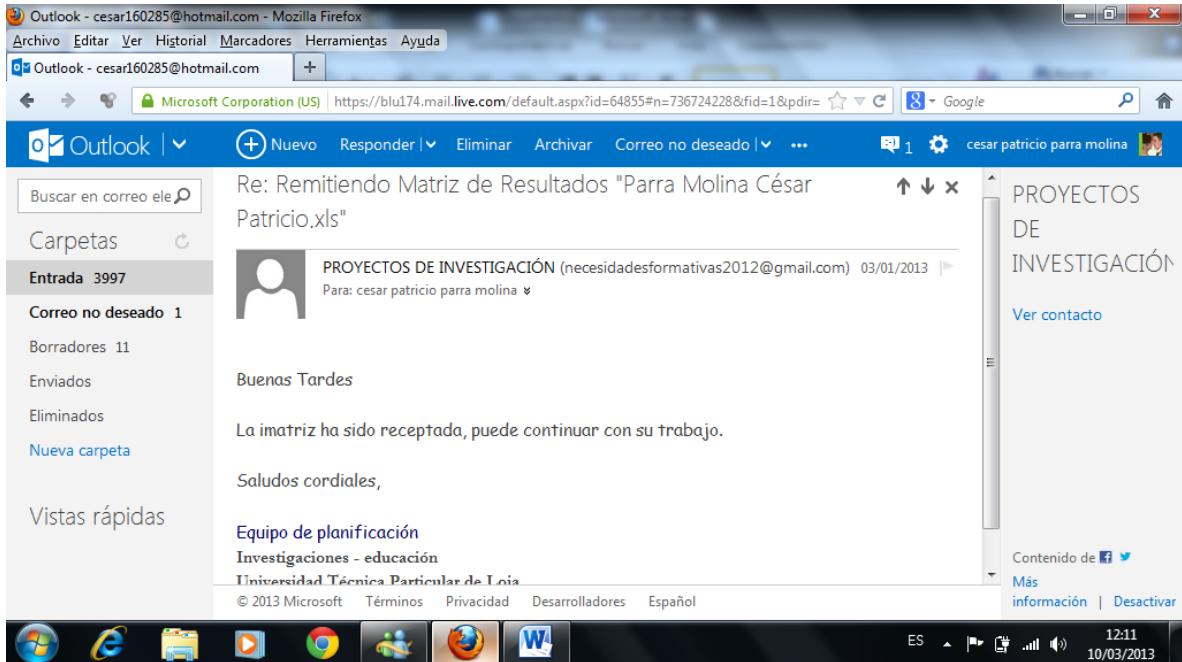 Outlook - cesar160285@hotmail.com - Mozilla Firefox
Archivo Editar Ver Historial Marcadores Herramientas Ayuda
Outlook - cesar160285@hotmail.com +
Microsoft Corporation (US) https://blu174.mail.live.com/default.aspx?id=64855#n=736724228&fid=1&pdir= Google
Outlook Nuevo Responder Eliminar Archivar Correo no deseado ... 1 cesar patricio parra molina
Buscar en correo ele
Carpetas
Entrada 3997
Correo no deseado 1
Borradores 11
Enviados
Eliminados
Nueva carpeta
Vistas rápidas
Re: Remitiendo Matriz de Resultados "Parra Molina César
Patricio.xls"
PROYECTOS DE INVESTIGACIÓN (necesidadesformativas2012@gmail.com) 03/01/2013
Para: cesar patricio parra molina
Buenas Tardes
La imatriz ha sido receptada, puede continuar con su trabajo.
Saludos cordiales,
Equipo de planificación
Investigaciones - educación
Universidad Técnica Particular de Loja
© 2013 Microsoft Términos Privacidad Desarrolladores Español
PROYECTOS
DE
INVESTIGACIÓN
Ver contacto
Contenido de
Más
información | Desactivar
ES 12:11
10/03/2013